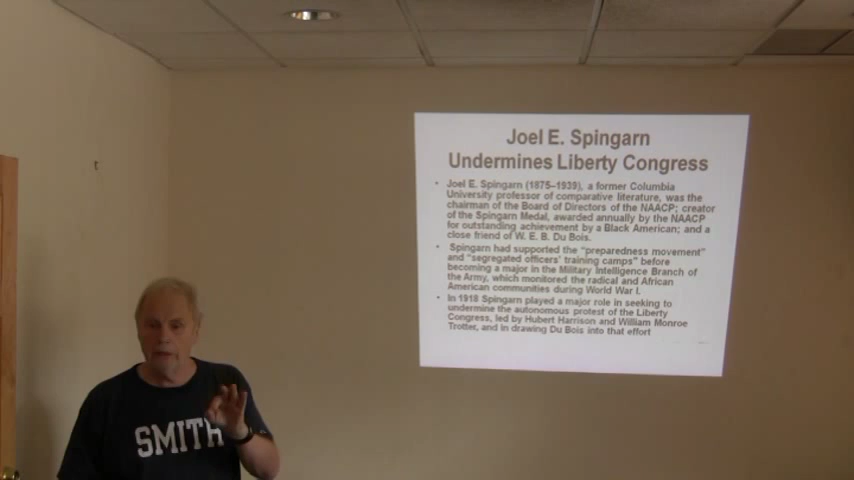 Joel E. Spingarn
Undermines Liberty Congress
• Joel E. Spingarn (1875–1939), a former Columbia
University professor of comparative literature, was the
chairman of the Board of Directors of the NAACP; creator
of the Spingarn Medal, awarded annually by the NAACP
for outstanding achievement by a Black American; and a
close friend of W. E. B. Du Bois.
• Spingarn had supported the “preparedness movement”
and “segregated officers’ training camps” before
becoming a major in the Military Intelligence Branch of
the Army, which monitored the radical and African
American communities during World War I.
• In 1918 Spingarn played a major role in seeking to
undermine the autonomous protest of the Liberty
Congress, led by Hubert Harrison and William Monroe
Trotter, and in drawing Du Bois into that effort
SMITH